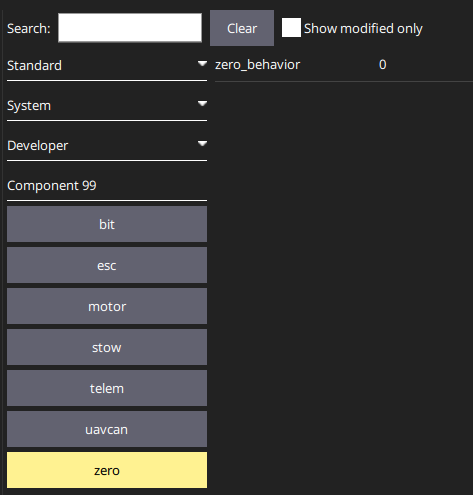 Search: Clear Show modified only
Standard zero_behavior 0
System
Developer
Component 99
bit
esc
motor
stow
telem
uavcan
zero